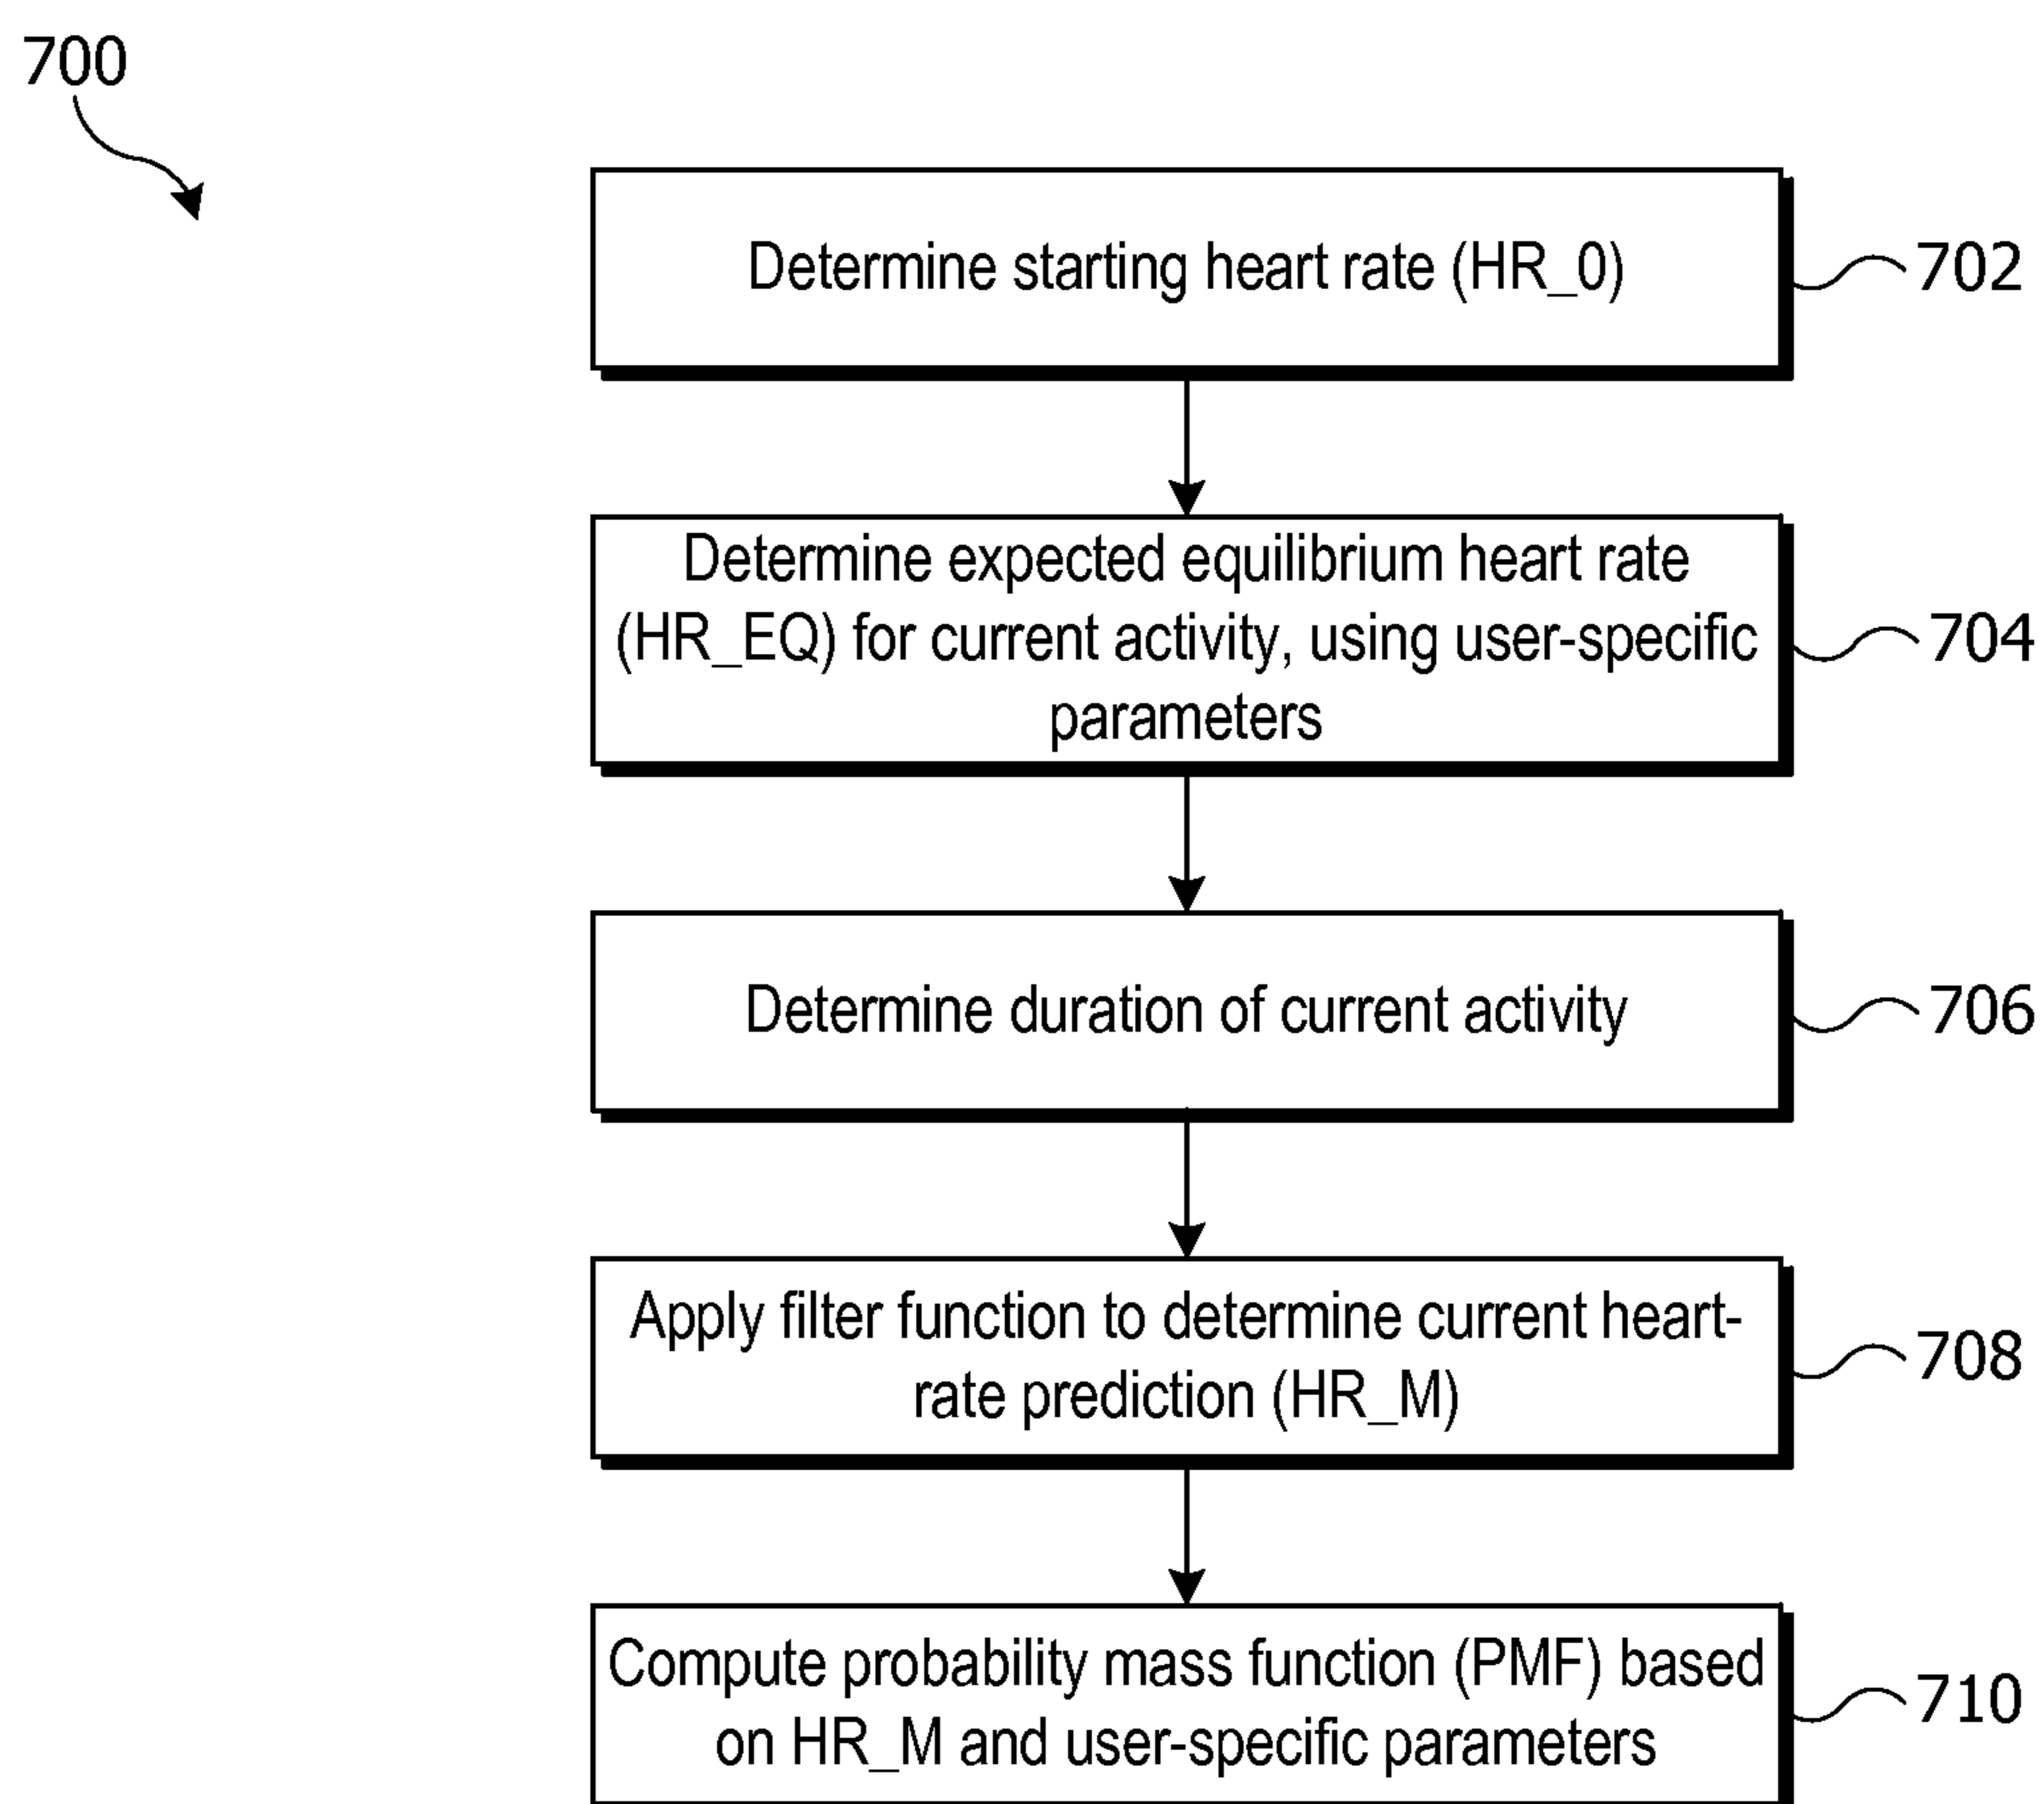 700
Determine starting heart rate (HR_0)
702
Determine expected equilibrium heart rate
(HR_EQ) for current activity, using user-specific
parameters
704
Determine duration of current activity
706
Apply filter function to determine current heart-
rate prediction (HR_M)
708
Compute probability mass function (PMF) based
on HR_M and user-specific parameters
710